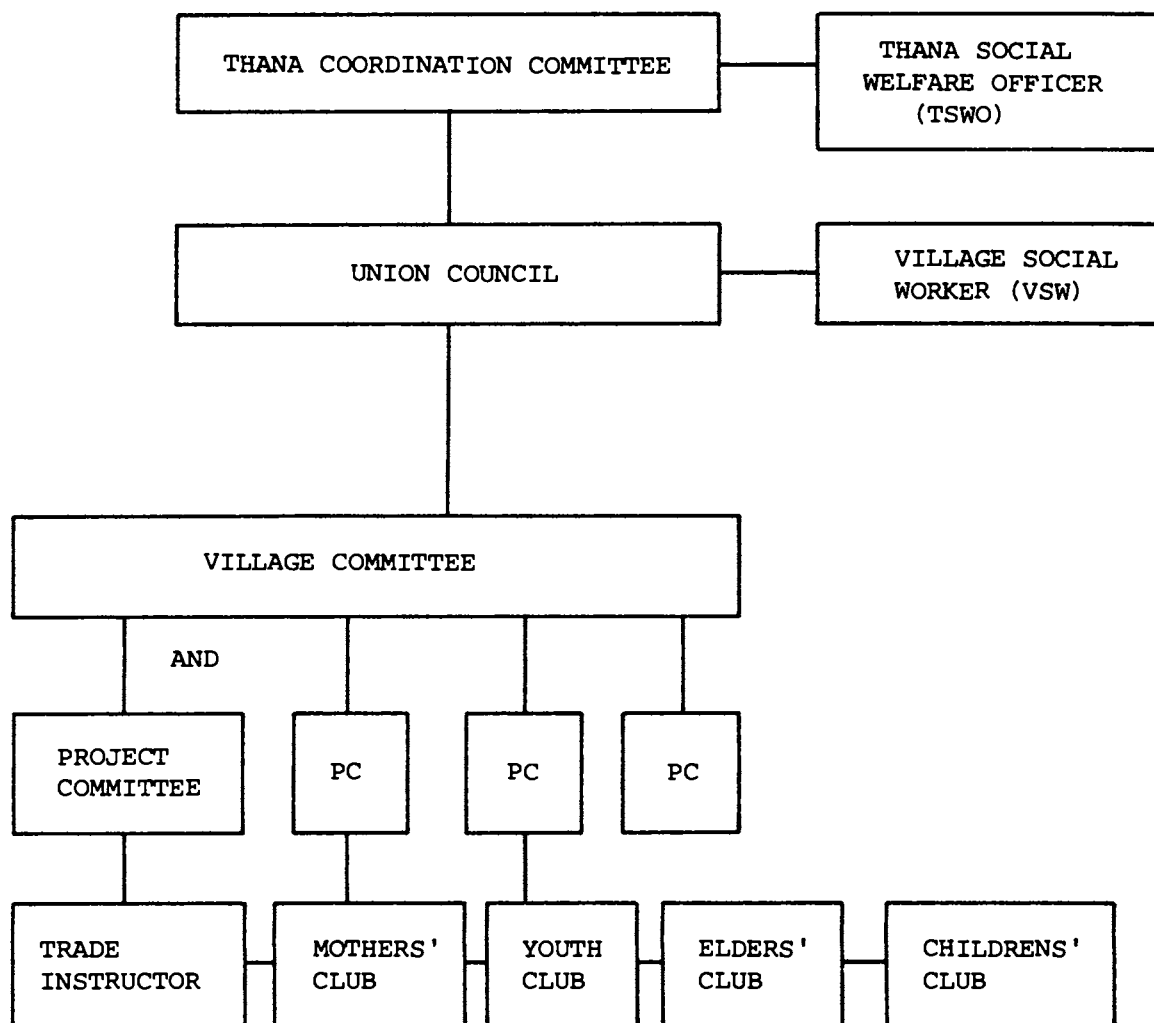 THANA COORDINATION COMMITTEE
THANA SOCIAL
WELFARE OFFICER
(TSWO)
UNION COUNCIL
VILLAGE SOCIAL
WORKER (VSW)
VILLAGE COMMITTEE
AND
PROJECT
COMMITTEE
PC
PC
PC
TRADE
INSTRUCTOR
MOTHERS'
CLUB
YOUTH
CLUB
ELDERS'
CLUB
CHILDRENS'
CLUB